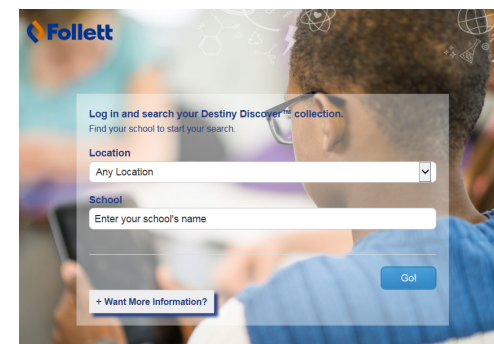 Follett
Log in and search your Destiny Discover™ collection.
Find your school to start your search.
Location
Any Location
School
Enter your school's name
Go!
+ Want More Information?